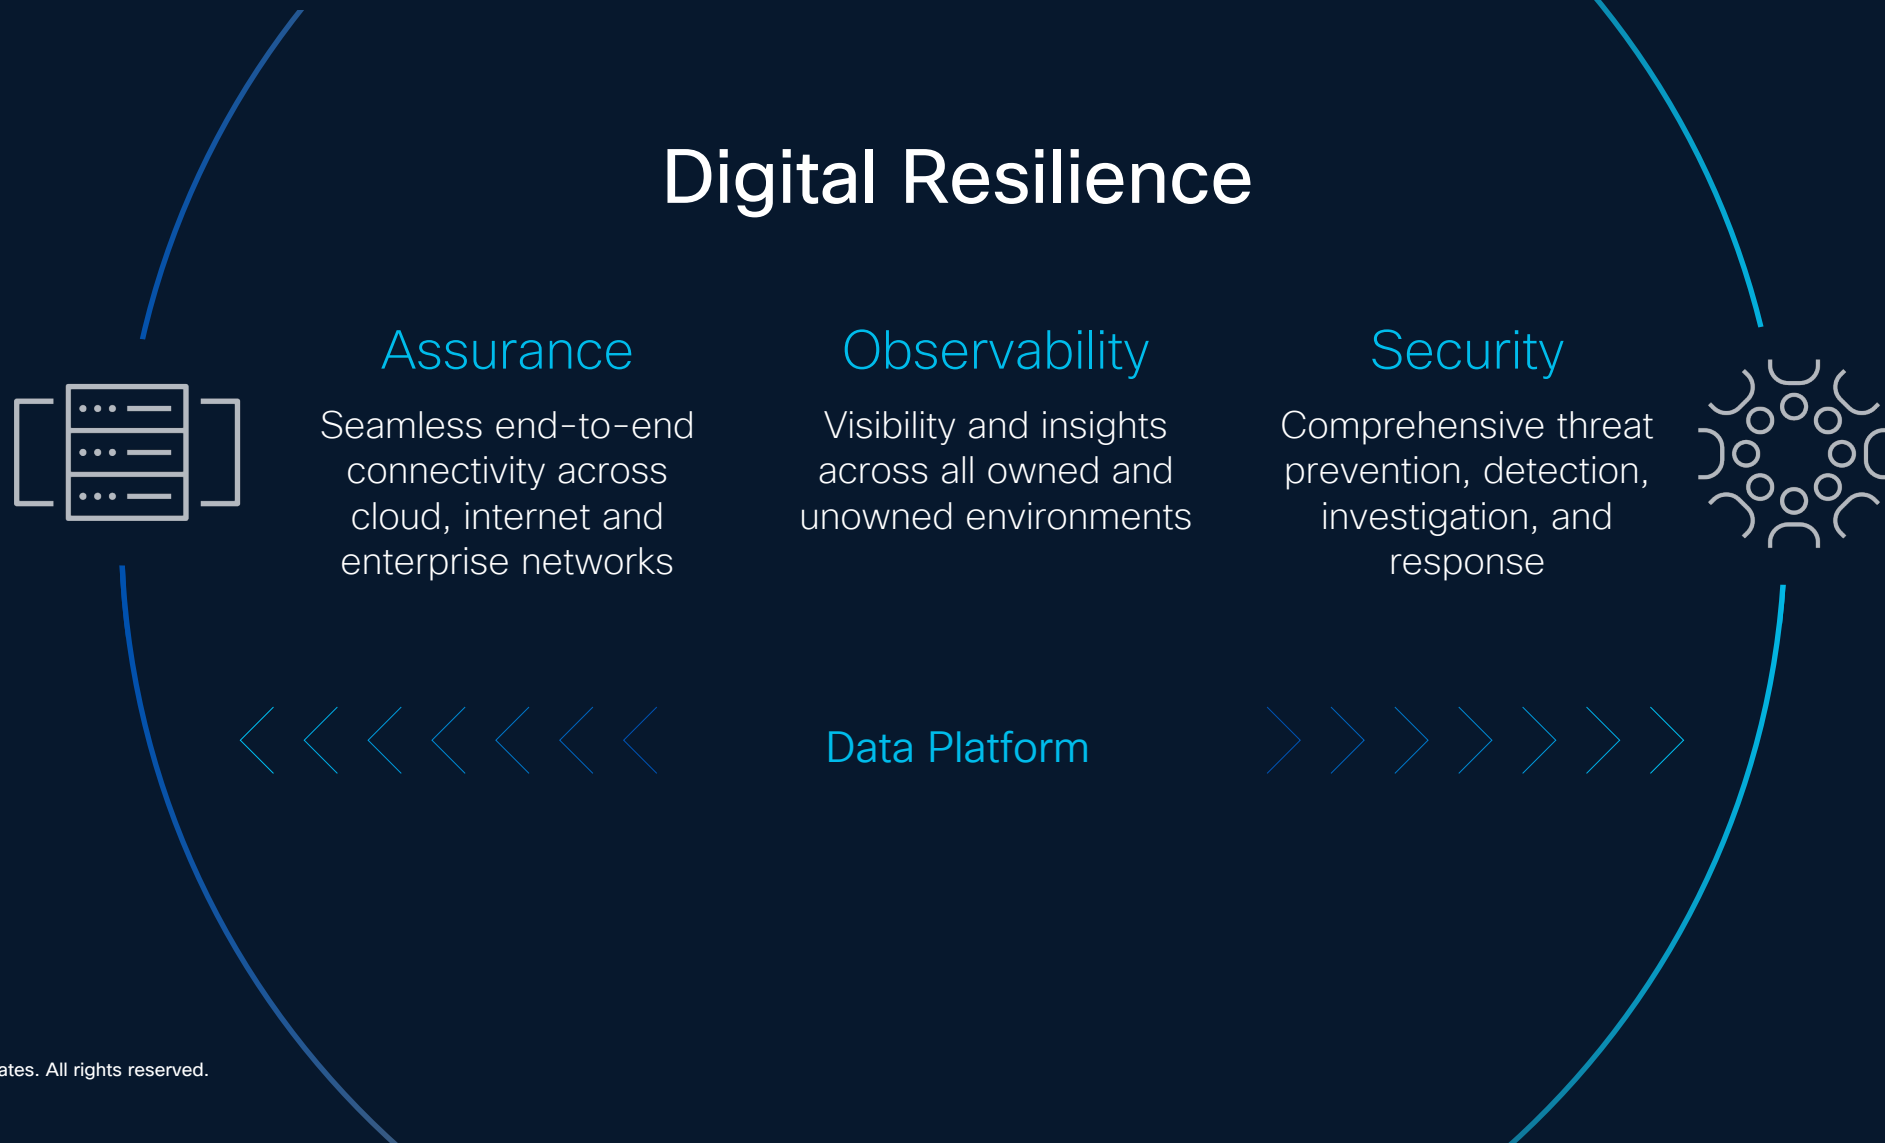 Digital Resilience
Assurance
Seamless end-to-end
connectivity across
cloud, internet and
enterprise networks
Observability
Visibility and insights
across all owned and
unowned environments
Security
Comprehensive threat
prevention, detection,
investigation, and
response
Data Platform
All rights reserved.